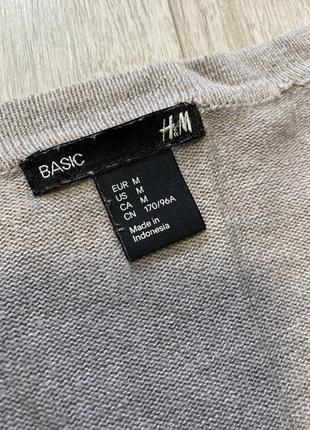 H&M
BASIC
EUR M
US M
CA M
CN 170/96A
Made in
Indonesia